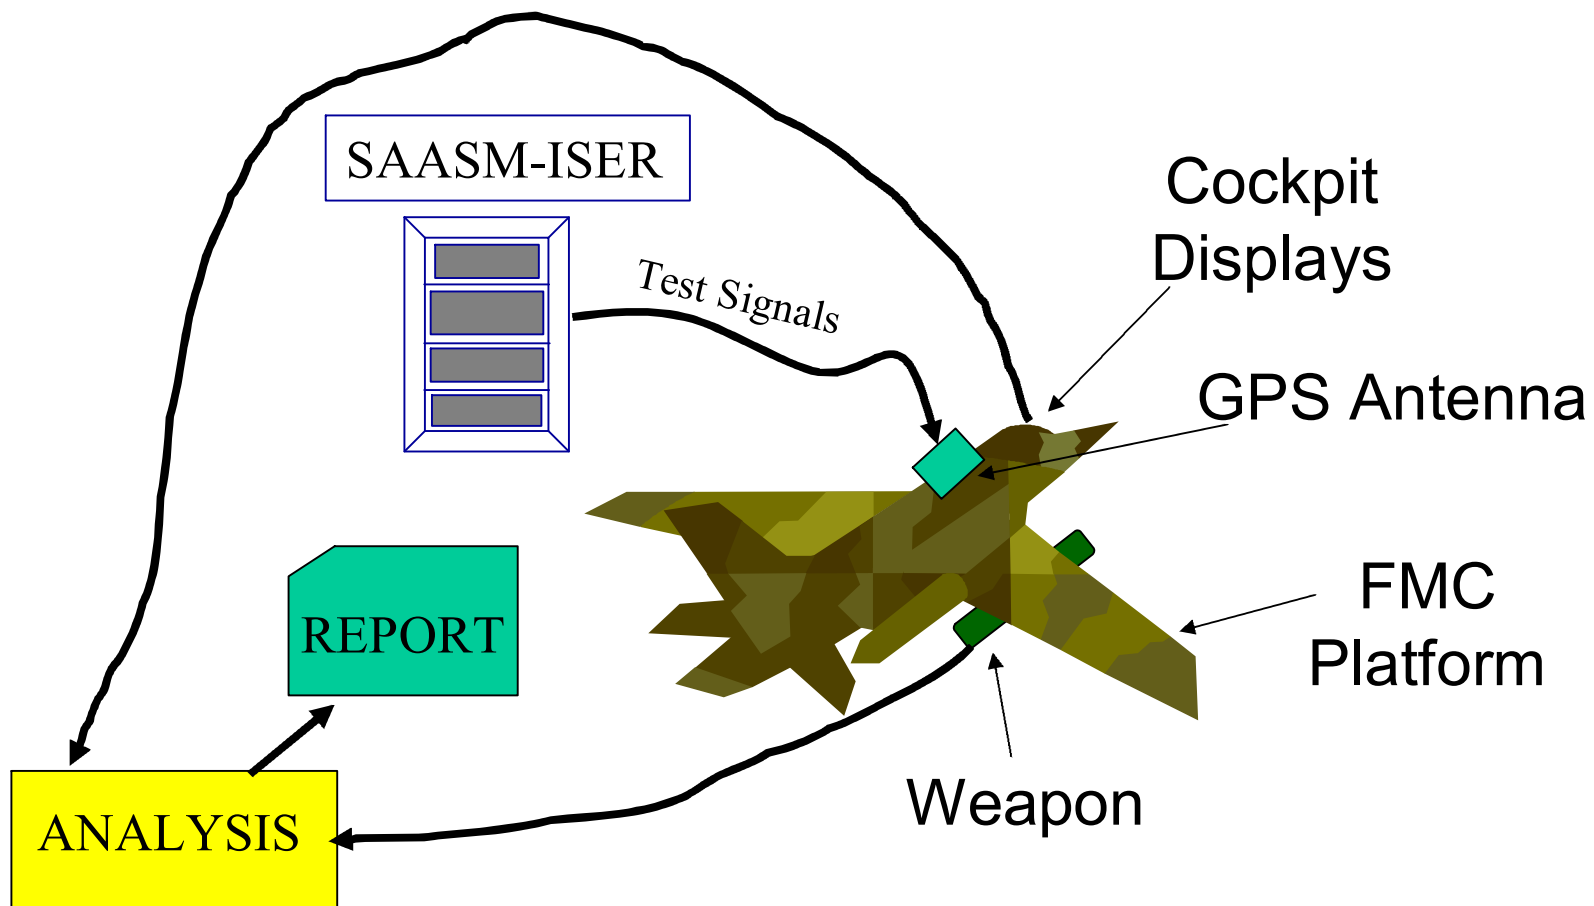 SAASM-ISER
Cockpit
Displays
Test Signals
GPS Antenna
FMC
Platform
REPORT
Weapon
ANALYSIS